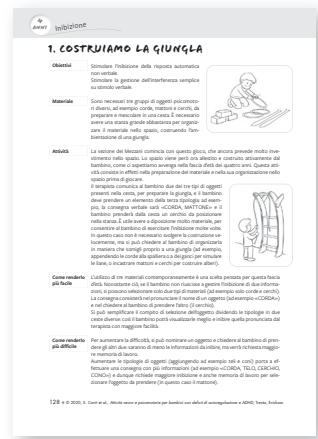 4
ANNI
Inibizione
1. COSTRUIAMO LA GIUNGLA
Obiettivi
Stimolare l'inibizione della risposta automatica
non verbale.
Stimolare la gestione dell'interferenza semplice
su stimolo verbale.
Materiale
Sono necessari tre gruppi di oggetti psicomoto-
ri diversi, ad esempio corde, mattoni e cerchi, da
preparare e mescolare in una cesta. È necessario
avere una stanza grande abbastanza per organiz-
zare il materiale nello spazio, costruendo l'am-
bientazione di una giungla.
Attività
La sezione dei Mezzani comincia con questo gioco, che ancora prevede molto inve-
stimento nello spazio. Lo spazio viene però ora allestito e costruito attivamente dal
bambino, come ci aspettiamo avvenga nella fascia d'età dei quattro anni. Questa atti-
vità consiste in effetti nella preparazione del materiale e nella sua organizzazione nello
spazio prima di giocare.
Il terapista comunica al bambino due dei tre tipi di oggetti
presenti nella cesta, per preparare la giungla, e il bambino
deve prendere un elemento della terza tipologia: ad esem-
pio, la consegna verbale sarà «CORDA, MATTONE» e il
bambino prenderà dalla cesta un cerchio da posizionare
nella stanza. È utile avere a disposizione molto materiale, per
consentire al bambino di esercitare l'inibizione molte volte.
In questo caso non è necessario svolgere la costruzione ve-
locemente, ma si può chiedere al bambino di organizzarla
in maniera che somigli proprio a una giungla (ad esempio,
appendendo le corde alla spalliera o a dei ganci per simulare
le liane, o incastrare mattoni e cerchi per costruire alberi).
Come renderlo
più facile
L'utilizzo di tre materiali contemporaneamente è una scelta pensata per questa fascia
d'età. Nonostante ciò, se il bambino non riuscisse a gestire l'inibizione di due informa-
zioni, si possono selezionare solo due tipi di materiali (ad esempio solo corde e cerchi).
La consegna consisterà nel pronunciare il nome di un oggetto (ad esempio «CORDA»)
e nel chiedere al bambino di prendere l'altro (il cerchio).
Si può semplificare il compito di selezione dell'oggetto dividendo le tipologie in due
ceste diverse: così il bambino potrà visualizzarle meglio e inibire quella pronunciata dal
terapista con maggiore facilità.
Come renderlo
più difficile
Per aumentare la difficoltà, si può nominare un oggetto e chiedere al bambino di pren-
dere gli altri due: saranno di meno le informazioni da inibire, ma verrà richiesta maggio-
re memoria di lavoro.
Aumentare le tipologie di oggetti (aggiungendo ad esempio teli e coni) porta a ef-
fettuare una consegna con più informazioni (ad esempio «CORDA, TELO, CERCHIO,
CONO») e dunque richiede maggiore inibizione e anche memoria di lavoro per sele-
zionare l'oggetto da prendere (in questo caso il mattone).
128 • © 2020, S. Conti et al., Attività neuro e psicomotorie per bambini con deficit di autoregolazione e ADHD, Trento, Erickson